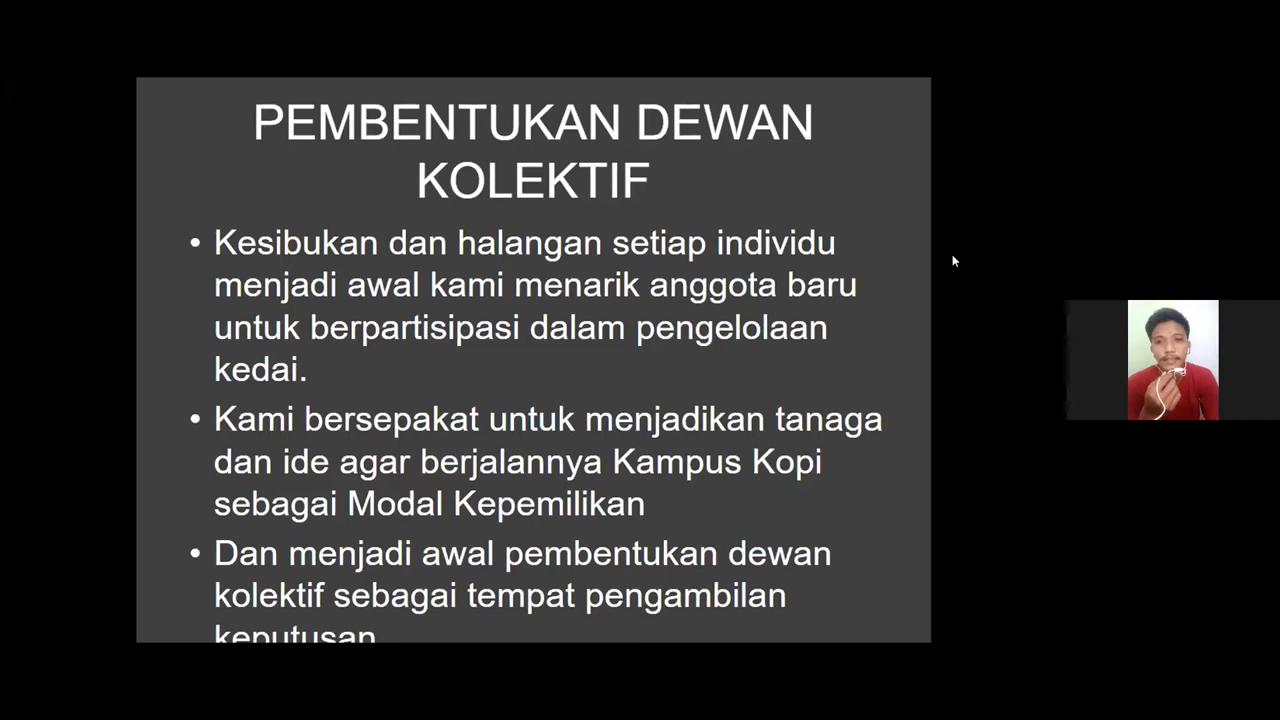 PEMBENTUKAN DEWAN
KOLEKTIF
• Kesibukan dan halangan setiap individu
menjadi awal kami menarik anggota baru
untuk berpartisipasi dalam pengelolaan
kedai.
• Kami bersepakat untuk menjadikan tanaga
dan ide agar berjalannya Kampus Kopi
sebagai Modal Kepemilikan
• Dan menjadi awal pembentukan dewan
kolektif sebagai tempat pengambilan
keputusan